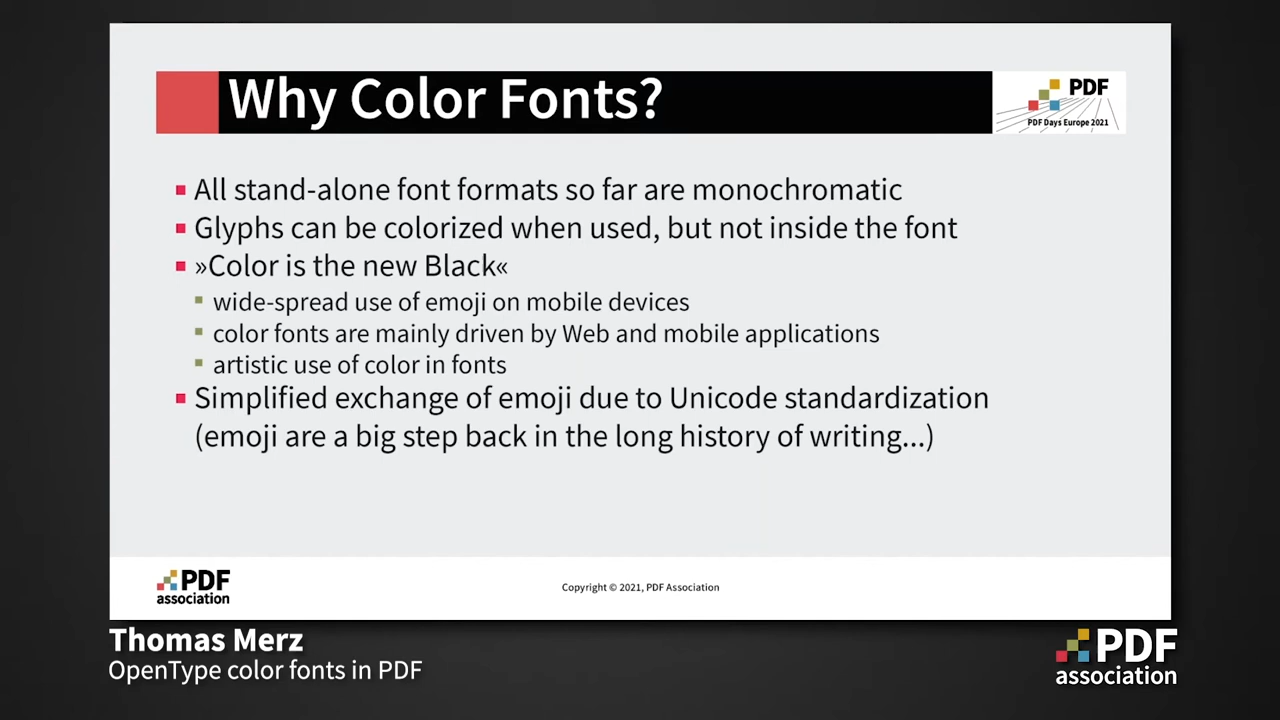 Why Color Fonts?
PDF
PDF Days Europe 2021
All stand-alone font formats so far are monochromatic
Glyphs can be colorized when used, but not inside the font
»Color is the new Black«
wide-spread use of emoji on mobile devices
color fonts are mainly driven by Web and mobile applications
artistic use of color in fonts
Simplified exchange of emoji due to Unicode standardization
(emoji are a big step back in the long history of writing...)
PDF
association
Copyright © 2021, PDF Association
Thomas Merz
OpenType color fonts in PDF
PDF
association